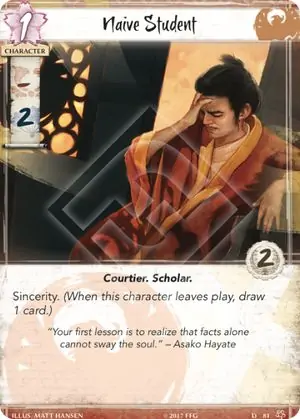 Naive Student
1
CHARACTER
-
2
2
Courtier. Scholar.
Sincerity. (When this character leaves play, draw
1 card.)
"Your first lesson is to realize that facts alone
cannot sway the soul." – Asako Hayate
ILLUS: MATT HANSEN
© 2017 FFG
81